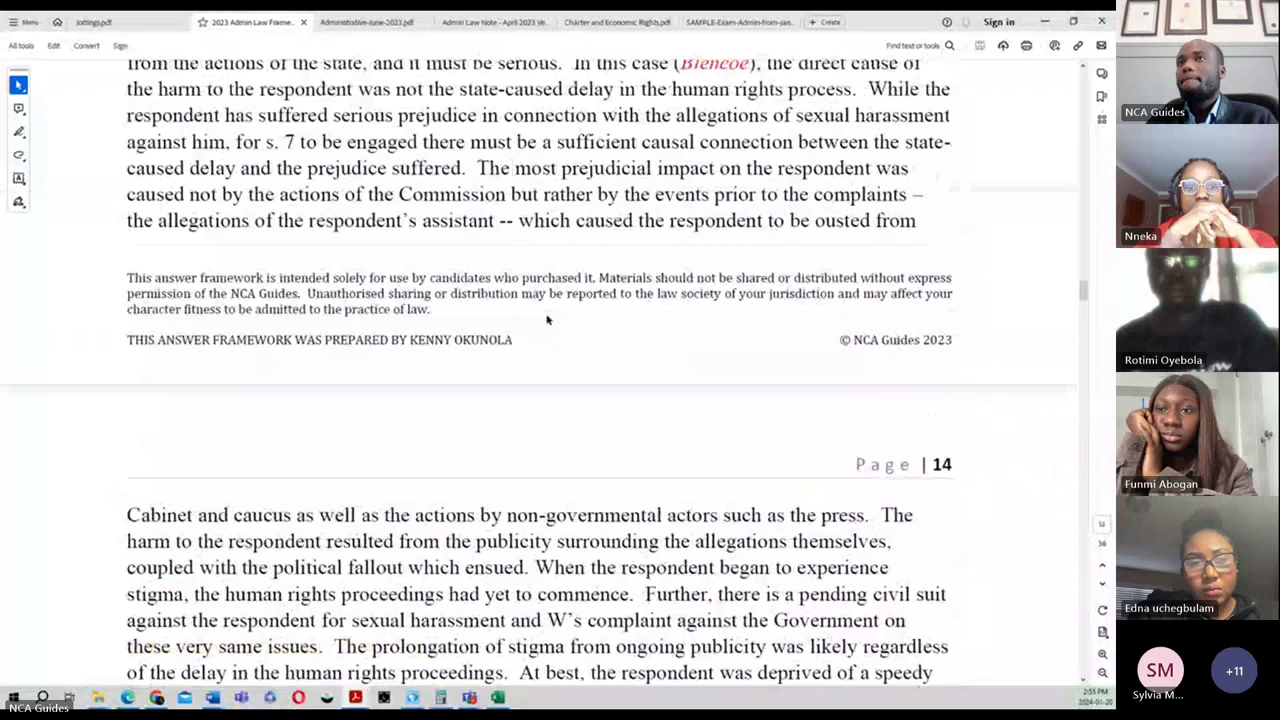 Menu
Jottings.pdf
2023 Admin Law Frame...
Administrative-June-2023.pdf
Admin Law Note - April 2023 Ve...
Charter and Economic Rights.pdf
SAMPLE-Exam-Admin-from-jan...
+ Create
Sign in
All tools
Edit
Convert
Sign
Find text or tools
from the actions of the state, and it must be serious. In this case (Blencoe), the direct cause of
the harm to the respondent was not the state-caused delay in the human rights process. While the
respondent has suffered serious prejudice in connection with the allegations of sexual harassment
against him, for s. 7 to be engaged there must be a sufficient causal connection between the state-
caused delay and the prejudice suffered. The most prejudicial impact on the respondent was
caused not by the actions of the Commission but rather by the events prior to the complaints –
the allegations of the respondent's assistant -- which caused the respondent to be ousted from
This answer framework is intended solely for use by candidates who purchased it. Materials should not be shared or distributed without express
permission of the NCA Guides. Unauthorised sharing or distribution may be reported to the law society of your jurisdiction and may affect your
character fitness to be admitted to the practice of law.
THIS ANSWER FRAMEWORK WAS PREPARED BY KENNY OKUNOLA
© NCA Guides 2023
Page | 14
Cabinet and caucus as well as the actions by non-governmental actors such as the press. The
harm to the respondent resulted from the publicity surrounding the allegations themselves,
coupled with the political fallout which ensued. When the respondent began to experience
stigma, the human rights proceedings had yet to commence. Further, there is a pending civil suit
against the respondent for sexual harassment and W's complaint against the Government on
these very same issues. The prolongation of stigma from ongoing publicity was likely regardless
of the delay in the human rights proceedings. At best, the respondent was deprived of a speedy
14
36
2:55 PM
2024-01-20
NCA Guides
NCA Guides
Nneka
Rotimi Oyebola
Funmi Abogan
Edna uchegbulam
SM
Sylvia M...
+11